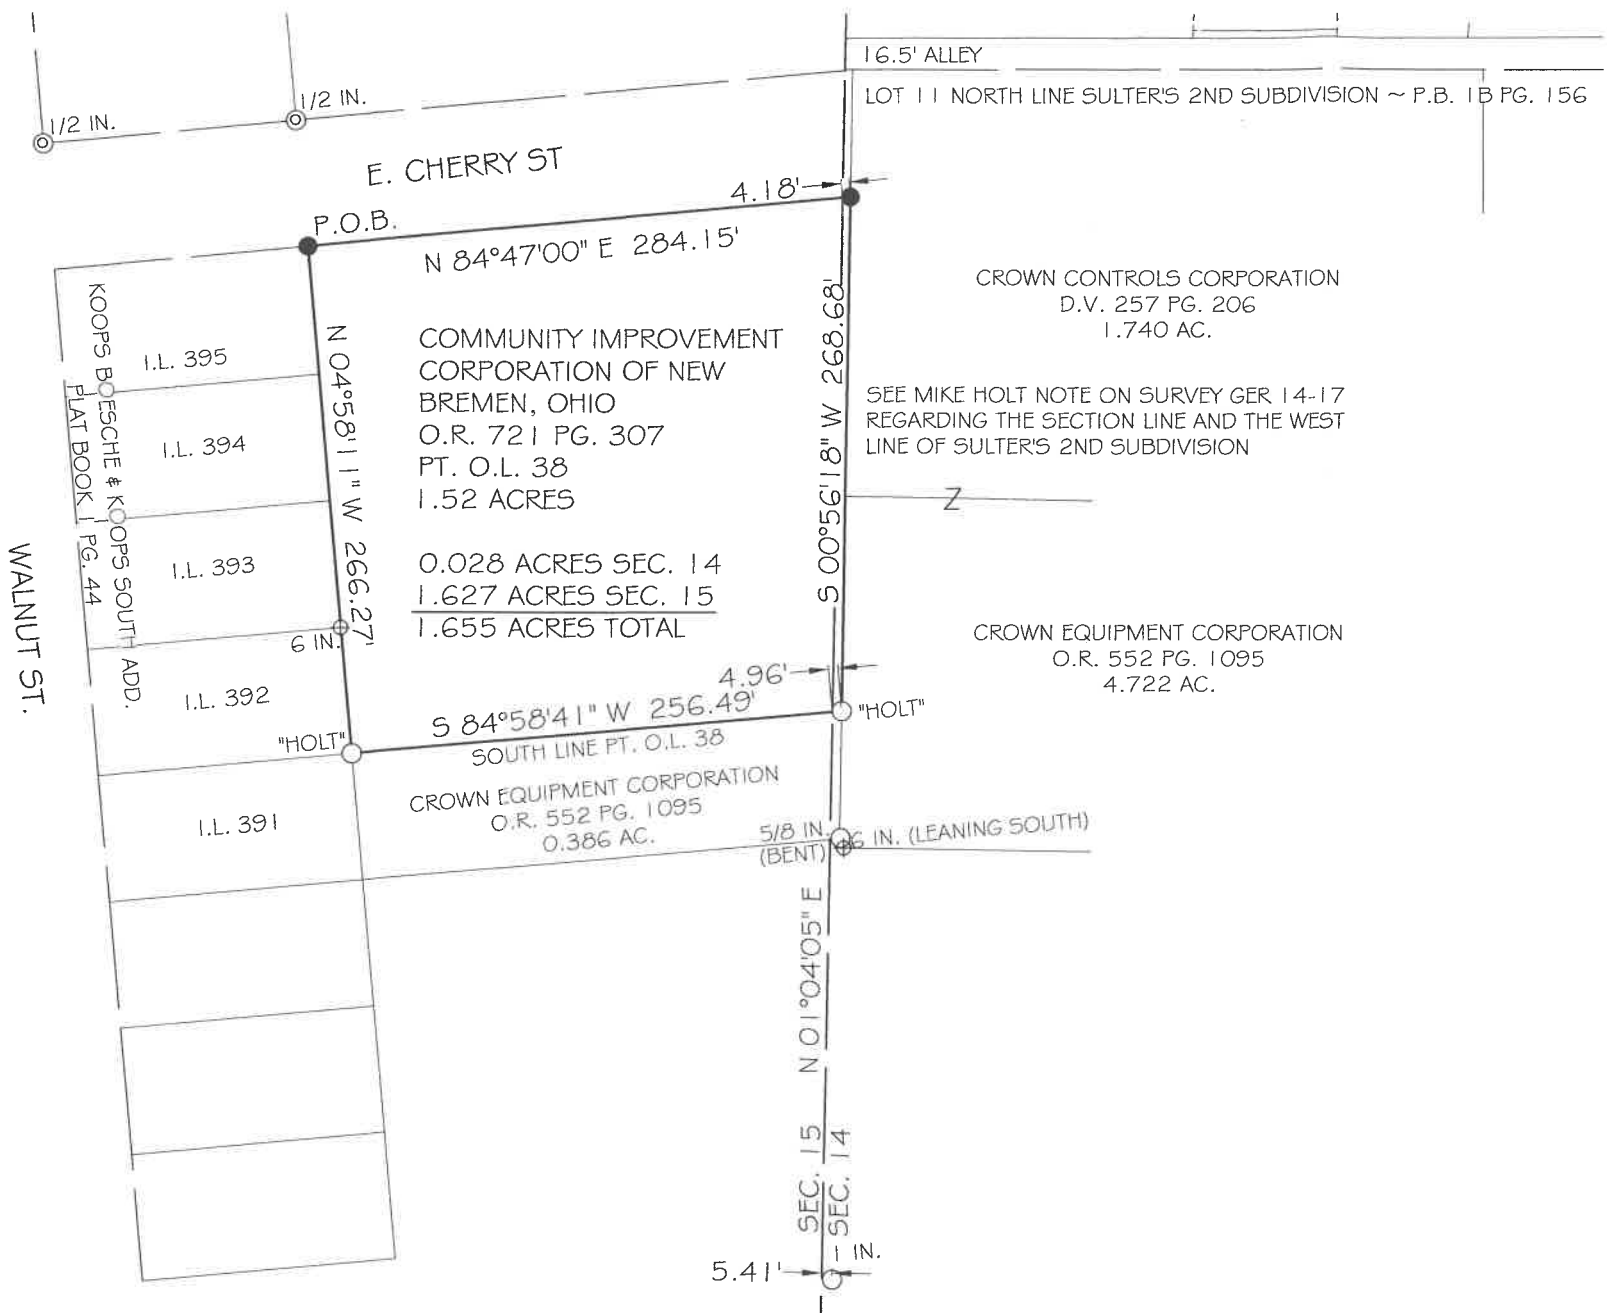 16.5' ALLEY
LOT 11 NORTH LINE SULTER'S 2ND SUBDIVISION ~ P.B. 1B PG. 156
1/2 IN.
1/2 IN.
E. CHERRY ST
4.18'
P.O.B.
N 84°47'00" E 284.15'
CROWN CONTROLS CORPORATION
D.V. 257 PG. 206
1.740 AC.
KOOPS BOESCHE & KOOPS SOUTH ADD.
PLAT BOOK 1 PG. 44
I.L. 395
I.L. 394
I.L. 393
I.L. 392
I.L. 391
WALNUT ST.
N 04°58'11" W 266.27'
COMMUNITY IMPROVEMENT
CORPORATION OF NEW
BREMEN, OHIO
O.R. 721 PG. 307
PT. O.L. 38
1.52 ACRES
0.028 ACRES SEC. 14
1.627 ACRES SEC. 15
1.655 ACRES TOTAL
S 00°56'18" W 268.68'
SEE MIKE HOLT NOTE ON SURVEY GER 14-17
REGARDING THE SECTION LINE AND THE WEST
LINE OF SULTER'S 2ND SUBDIVISION
Z
6 IN.
CROWN EQUIPMENT CORPORATION
O.R. 552 PG. 1095
4.722 AC.
4.96'
S 84°58'41" W 256.49'
"HOLT"
"HOLT"
SOUTH LINE PT. O.L. 38
CROWN EQUIPMENT CORPORATION
O.R. 552 PG. 1095
0.386 AC.
5/8 IN.
(BENT)
6 IN. (LEANING SOUTH)
N 01°04'05" E
SEC. 15
SEC. 14
1 IN.
5.41'